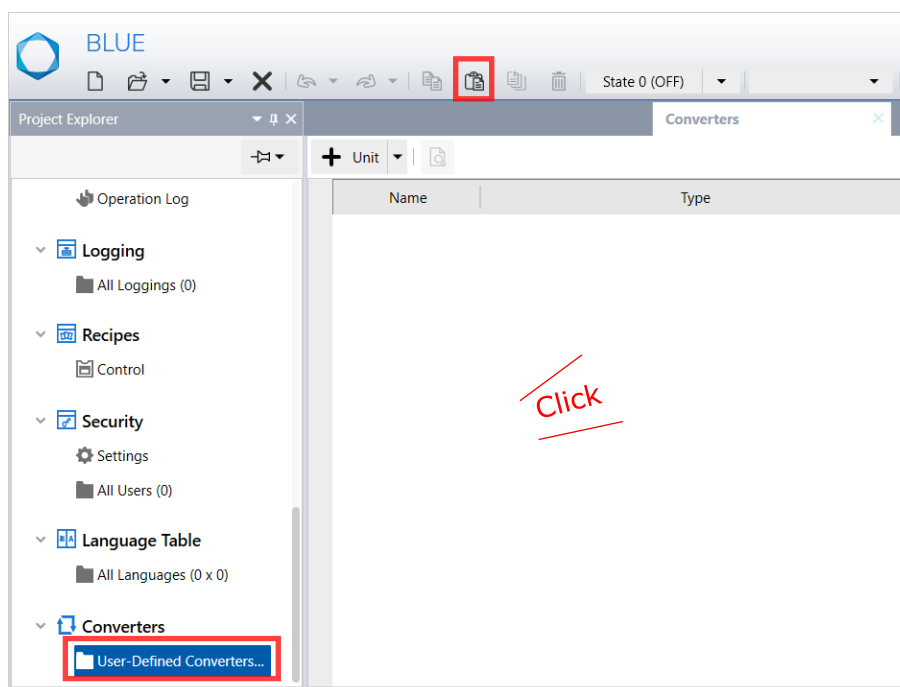 BLUE
State 0 (OFF)
Project Explorer
Converters
Unit
Name Type
Operation Log
Logging
All Loggings (0)
Recipes
Control
Click
Security
Settings
All Users (0)
Language Table
All Languages (0 x 0)
Converters
User-Defined Converters...